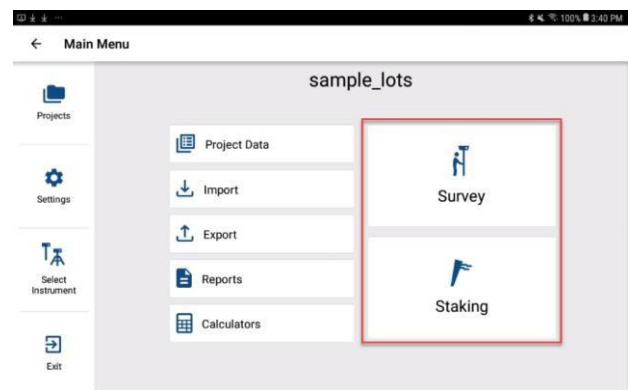 100% 3:40 PM
Main Menu
sample_lots
Projects
Settings
Select
Instrument
Exit
Project Data
Import
Export
Reports
Calculators
Survey
Staking